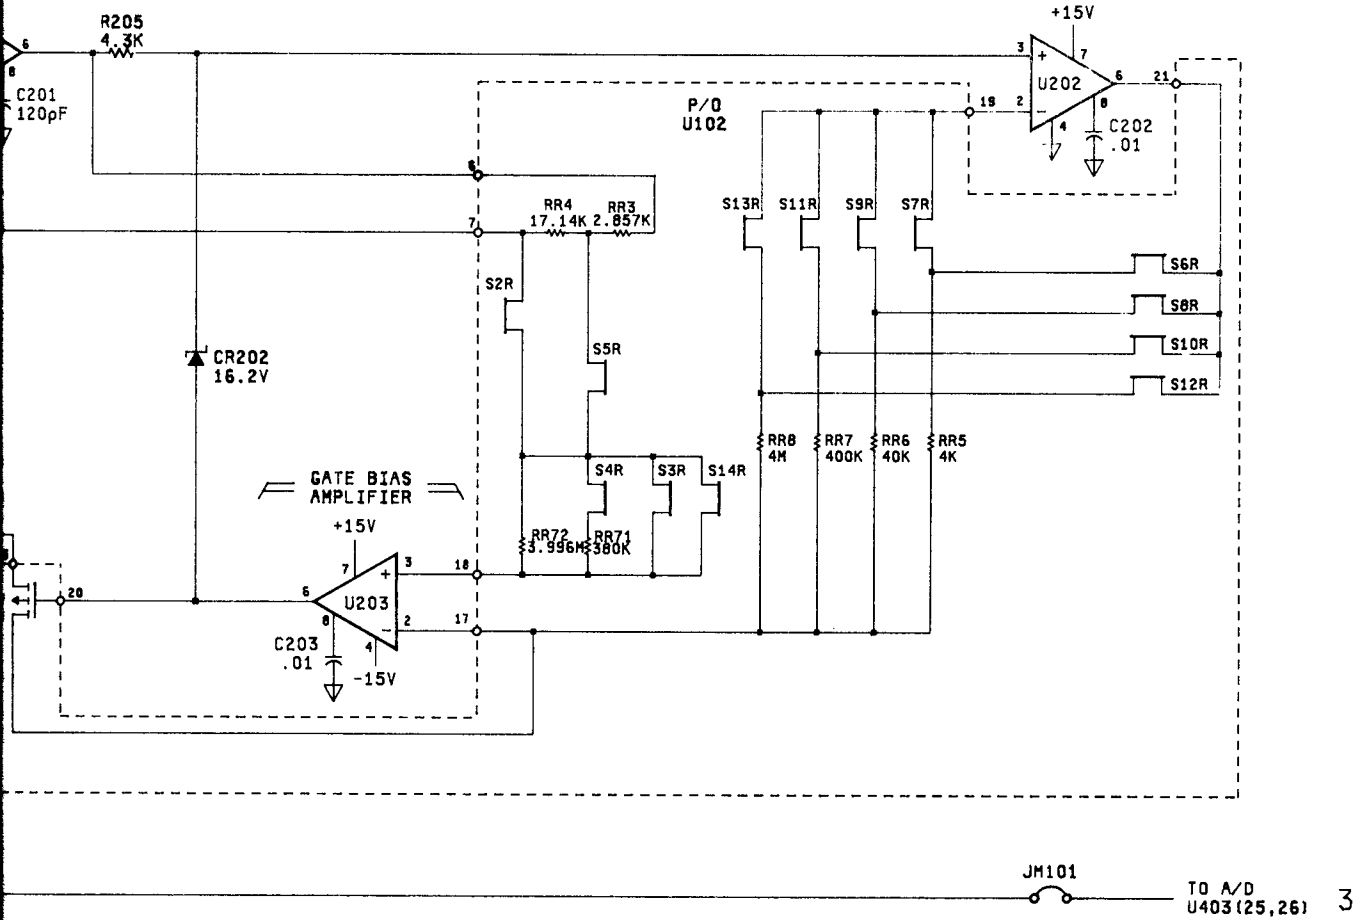 +15V
R205
4.3K
6
8
C201
120pF
3
+
7
U202
6
21
2
-
8
4
C202
.01
19
P/O
U102
6
7
RR4
17.14K
RR3
2.857K
S13R
S11R
S9R
S7R
S6R
S8R
S10R
S12R
S2R
S5R
CR202
16.2V
RR8
4M
RR7
400K
RR6
40K
RR5
4K
S4R
S3R
S14R
GATE BIAS
AMPLIFIER
+15V
RR72
3.996M
RR71
380K
7
+
3
18
6
U203
20
8
-
2
17
4
C203
.01
-15V
JM101
TO A/D
U403(25,26)
3